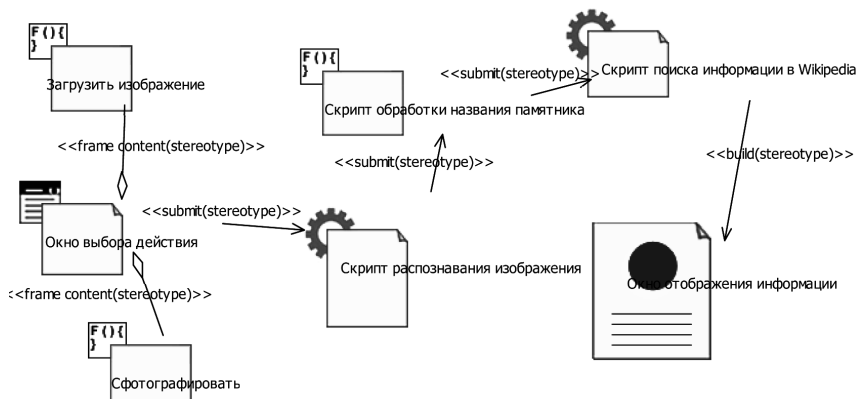 F(){
}
Загрузить изображение
<<frame content(stereotype)>>
Окно выбора действия
<<frame content(stereotype)>>
F(){
}
Сфотографировать
<<submit(stereotype)>>
Скрипт распознавания изображения
<<submit(stereotype)>>
F(){
}
Скрипт обработки названия памятника
<<submit(stereotype)>>
Скрипт поиска информации в Wikipedia
<<build(stereotype)>>
Окно отображения информации